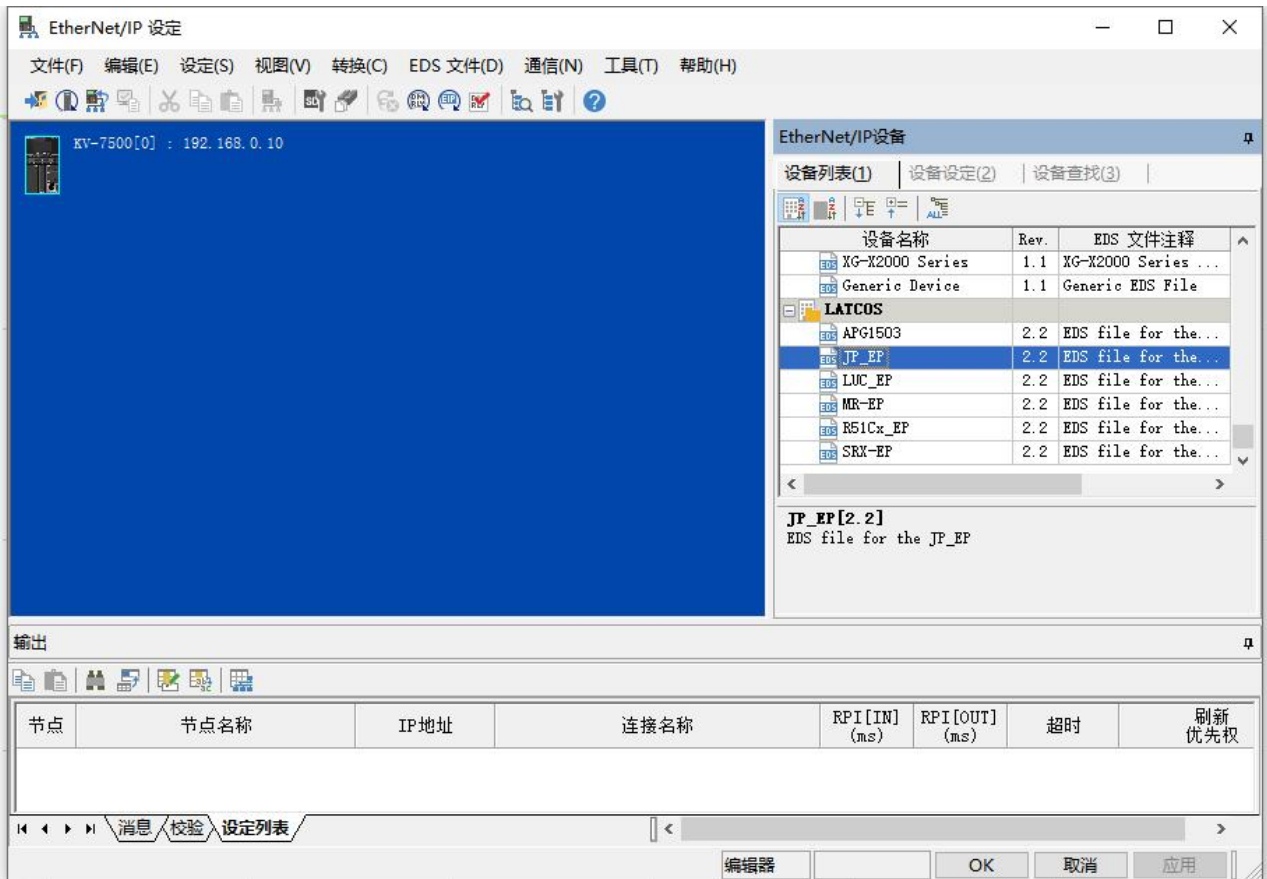 EtherNet/IP 设定
文件(F) 编辑(E) 设定(S) 视图(V) 转换(C) EDS 文件(D) 通信(N) 工具(T) 帮助(H)
KV-7500[0] : 192.168.0.10
EtherNet/IP设备
设备列表(1) 设备设定(2) 设备查找(3)
设备名称 Rev. EDS 文件注释
XG-X2000 Series 1.1 XG-X2000 Series ...
Generic Device 1.1 Generic EDS File
LATCOS
APG1503 2.2 EDS file for the...
JP_EP 2.2 EDS file for the...
LUC_EP 2.2 EDS file for the...
MR-EP 2.2 EDS file for the...
R51Cx_EP 2.2 EDS file for the...
SRX-EP 2.2 EDS file for the...
JP_EP[2.2]
EDS file for the JP_EP
输出
节点 节点名称 IP地址 连接名称 RPI[IN] (ms) RPI[OUT] (ms) 超时 刷新 优先权
消息 校验 设定列表
编辑器 OK 取消 应用